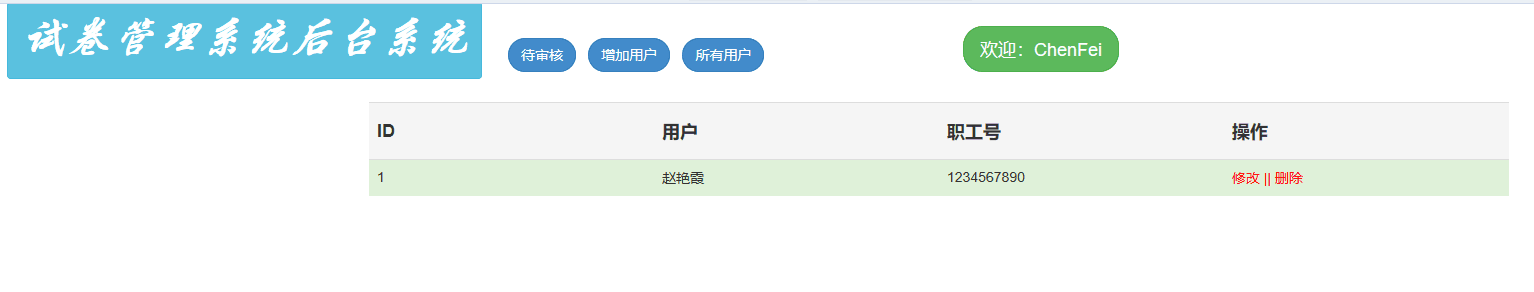 试卷管理系统后台系统
待审核 增加用户 所有用户 欢迎：ChenFei
ID 用户 职工号 操作
1 赵艳霞 1234567890 修改 || 删除